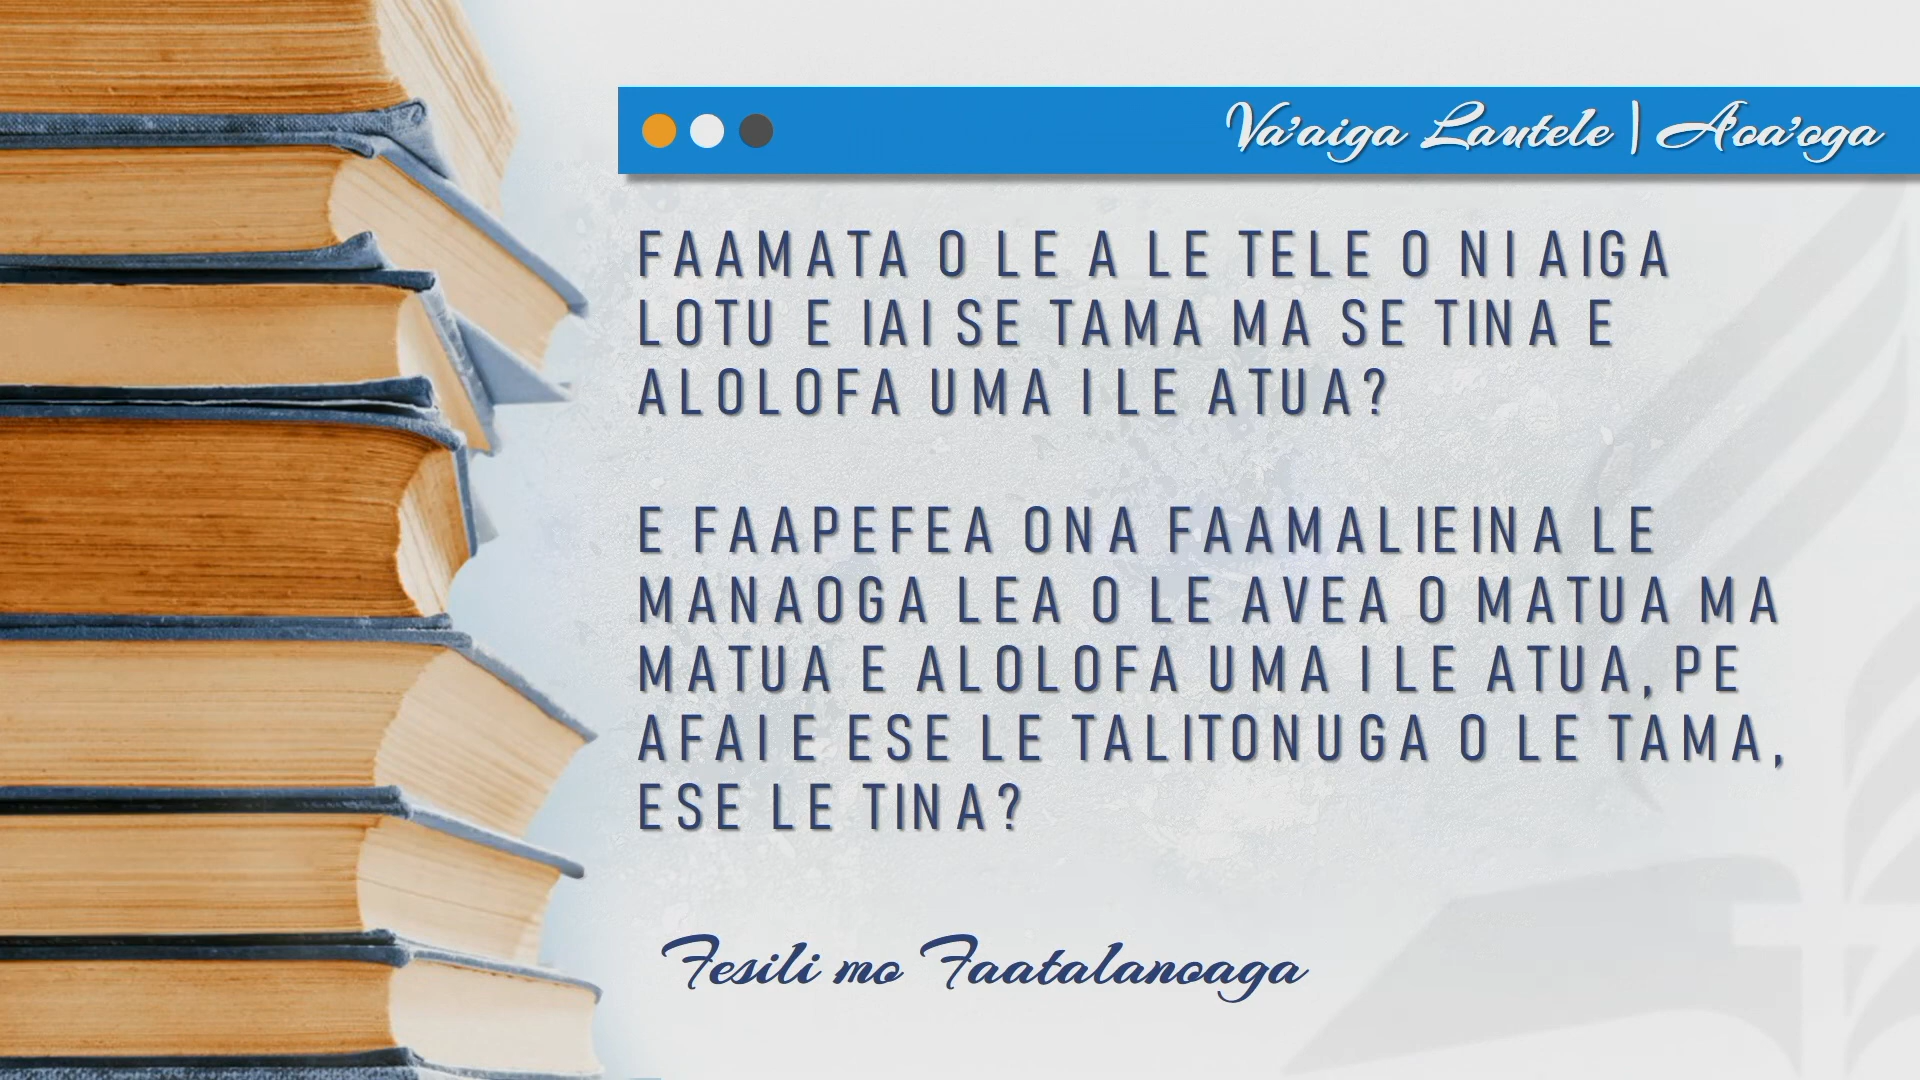 Va'aiga Lautele | A'oa'oga
FAAMATA O LE A LE TELE O NI AIGA
LOTU E IAI SE TAMA MA SE TINA E
ALOLOFA UMA I LE ATUA?
E FAAPEFEA ONA FAAMALIEINA LE
MANAOGA LEA O LE AVEA O MATUA MA
MATUA E ALOLOFA UMA I LE ATUA, PE
AFAI E ESE LE TALITONUGA O LE TAMA,
ESE LE TINA?
Fesili mo Faatalanoaga